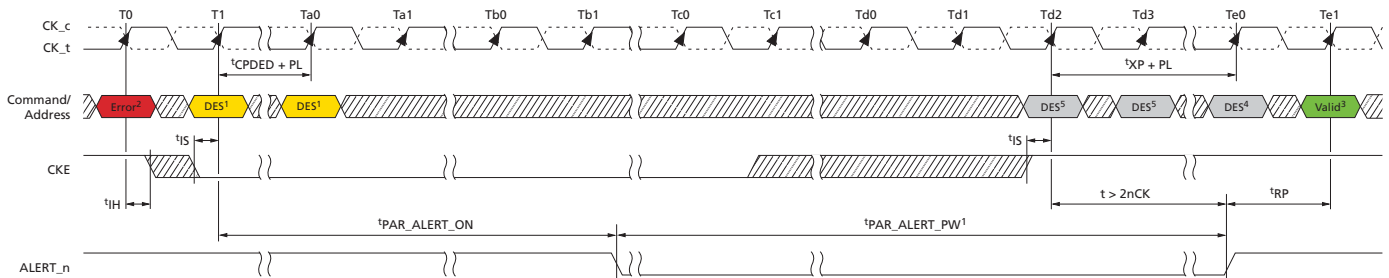 T0 T1 Ta0 Ta1 Tb0 Tb1 Tc0 Tc1 Td0 Td1 Td2 Td3 Te0 Te1
CK_c
CK_t
tCPDED + PL
tXP + PL
Command/
Address
Error2 DES1 DES1 DES5 DES5 DES4 Valid3
tIS
tIS
CKE
tIH
t > 2nCK
tRP
tPAR_ALERT_ON
tPAR_ALERT_PW1
ALERT_n